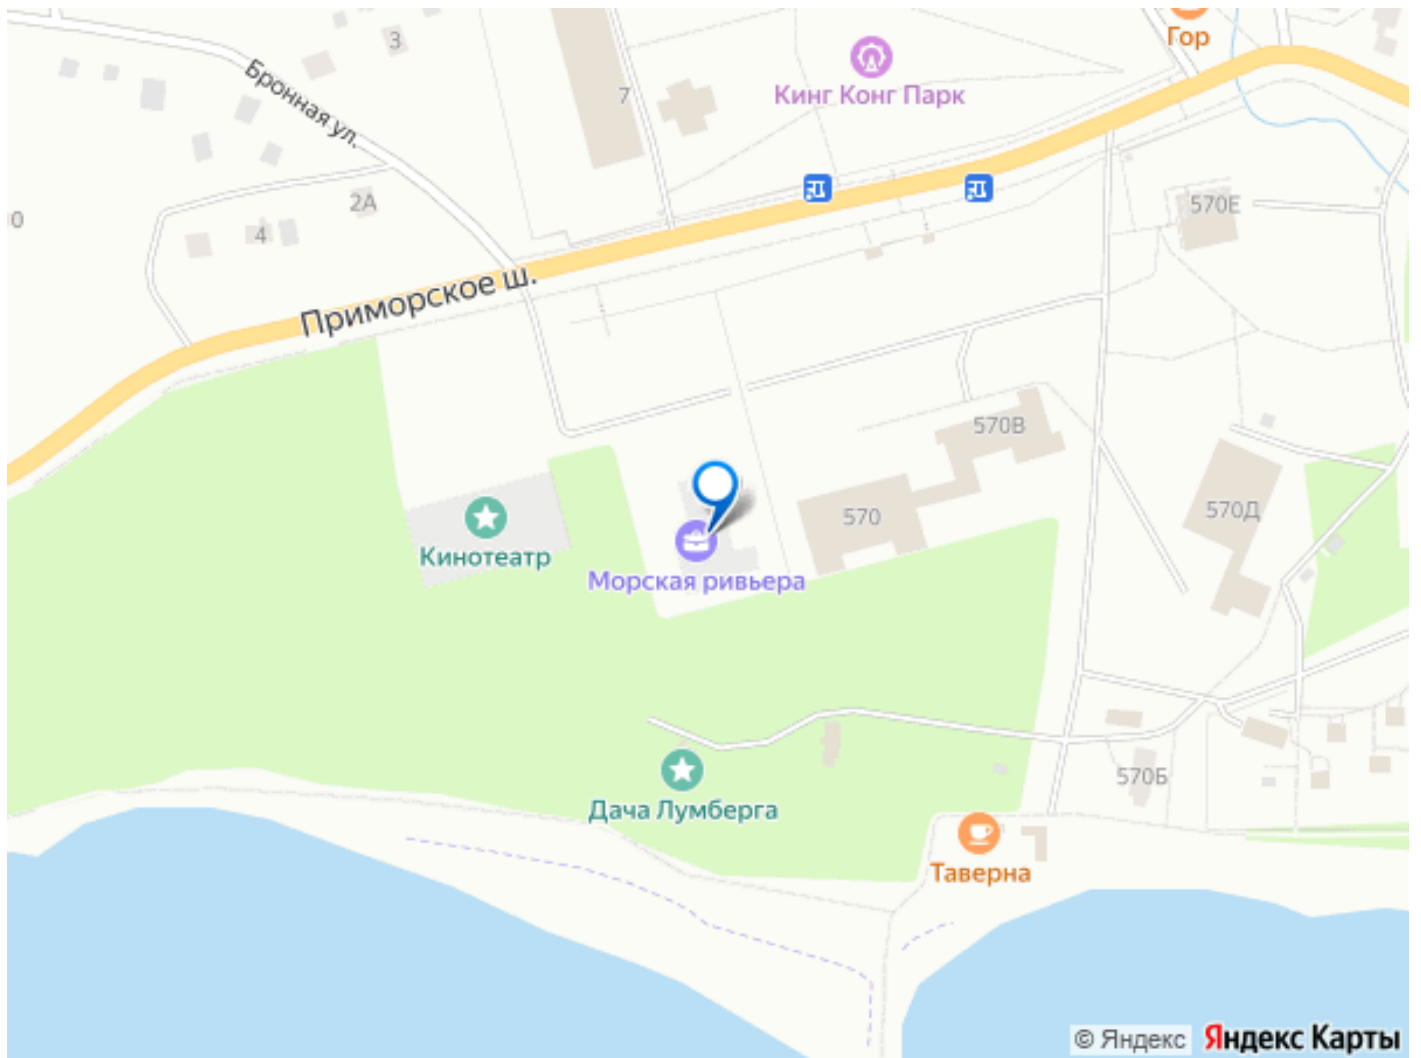 Гор
3
Бронная ул.
7
Кинг Конг Парк
2А
570Е
0
4
Приморское ш.
570В
570
570Д
Кинотеатр
Морская ривьера
570Б
Дача Лумберга
Таверна
© Яндекс Яндекс Карты